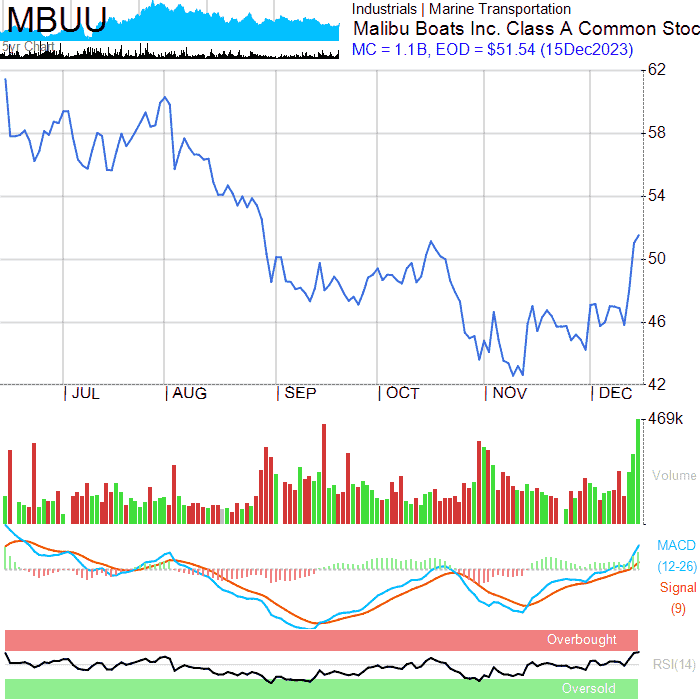 MBUU
5yr Chart
Industrials | Marine Transportation
Malibu Boats Inc. Class A Common Stoc
MC = 1.1B, EOD = $51.54 (15Dec2023)
62
58
54
50
46
42
JUL
AUG
SEP
OCT
NOV
DEC
469k
Volume
MACD
(12-26)
Signal
(9)
Overbought
RSI(14)
Oversold